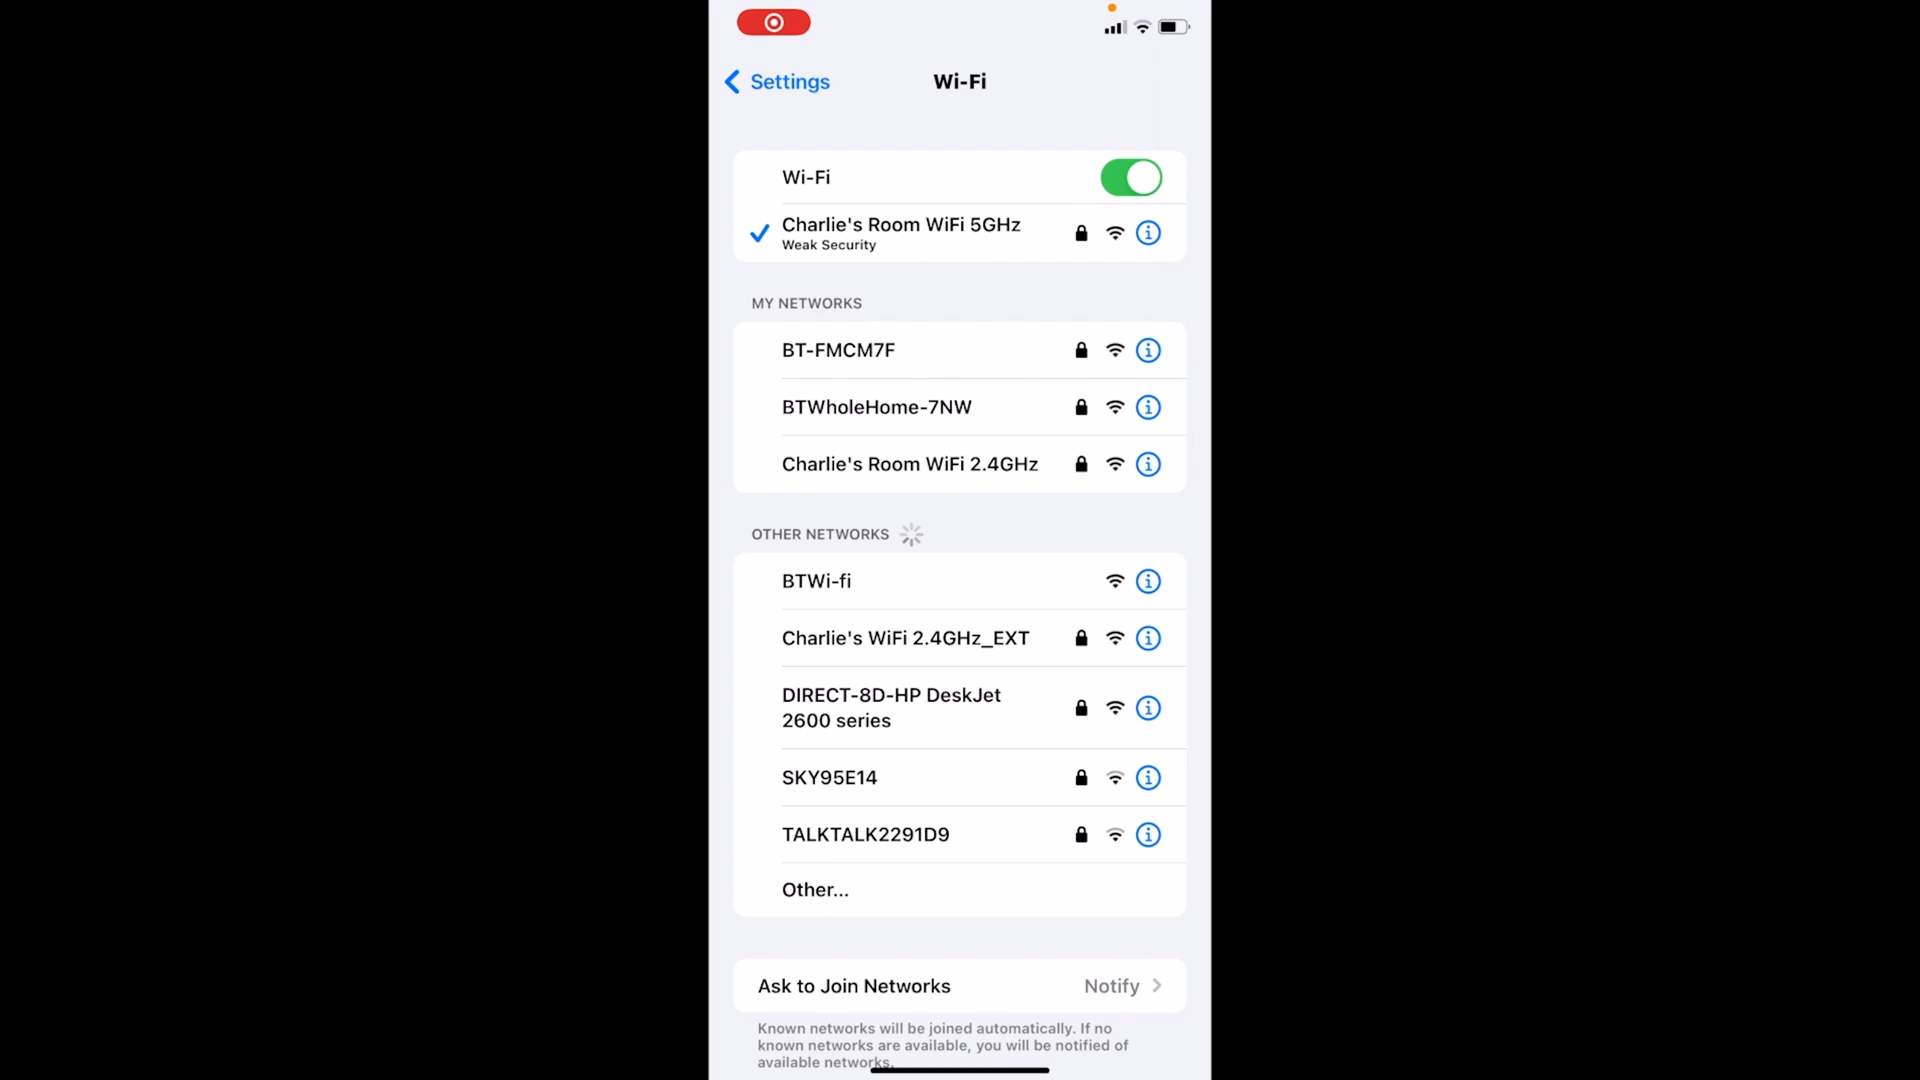 Settings
Wi-Fi
Wi-Fi
Charlie's Room WiFi 5GHz
Weak Security
MY NETWORKS
BT-FMCM7F
BTWholeHome-7NW
Charlie's Room WiFi 2.4GHz
OTHER NETWORKS
BTWi-fi
Charlie's WiFi 2.4GHz_EXT
DIRECT-8D-HP DeskJet
2600 series
SKY95E14
TALKTALK2291D9
Other...
Ask to Join Networks Notify
Known networks will be joined automatically. If no
known networks are available, you will be notified of
available networks.